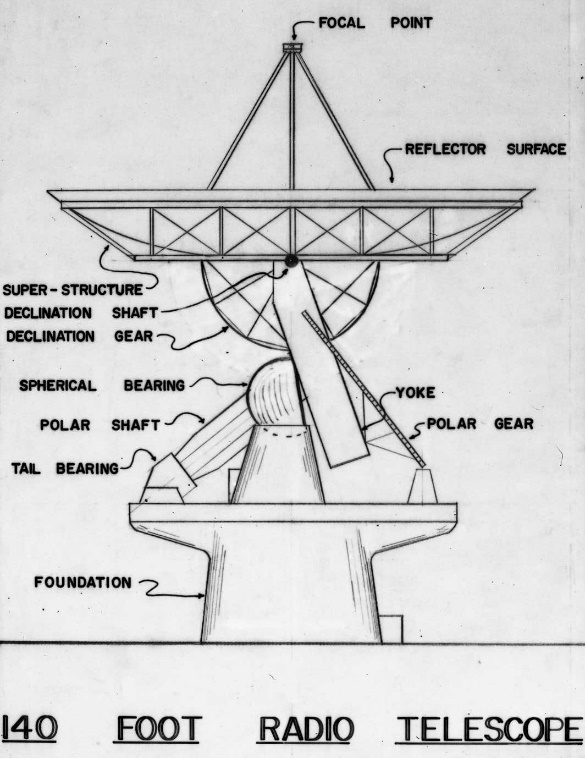 FOCAL POINT
REFLECTOR SURFACE
SUPER-STRUCTURE
DECLINATION SHAFT
DECLINATION GEAR
SPHERICAL BEARING
YOKE
POLAR SHAFT
POLAR GEAR
TAIL BEARING
FOUNDATION
140 FOOT RADIO TELESCOPE